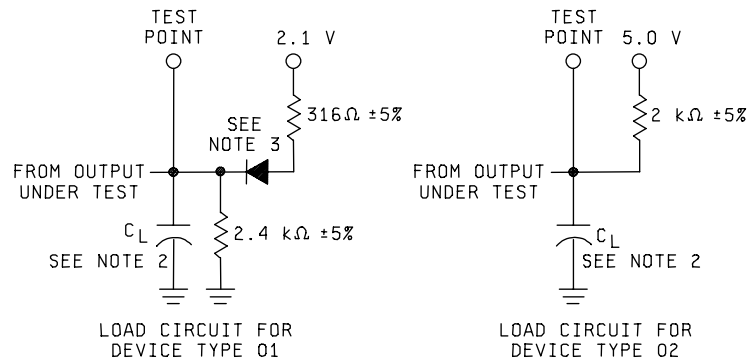 TEST
POINT
2.1 V
316Ω ±5%
SEE
NOTE 3
FROM OUTPUT
UNDER TEST
CL
SEE NOTE 2
2.4 kΩ ±5%
LOAD CIRCUIT FOR
DEVICE TYPE 01
TEST
POINT
5.0 V
2 kΩ ±5%
FROM OUTPUT
UNDER TEST
CL
SEE NOTE 2
LOAD CIRCUIT FOR
DEVICE TYPE 02